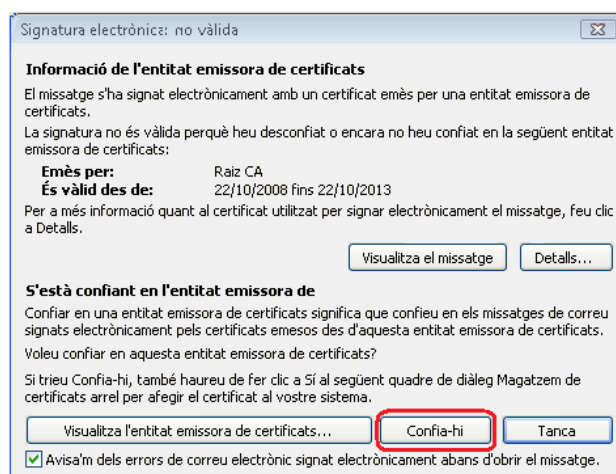 Signatura electrònica: no vàlida
Informació de l'entitat emissora de certificats
El missatge s'ha signat electrònicament amb un certificat emès per una entitat emissora de
certificats.
La signatura no és vàlida perquè heu desconfiat o encara no heu confiat en la següent entitat
emissora de certificats:
Emès per: Raiz CA
És vàlid des de: 22/10/2008 fins 22/10/2013
Per a més informació quant al certificat utilitzat per signar electrònicament el missatge, feu clic
a Detalls.
Visualitza el missatge Detalls...
S'està confiant en l'entitat emissora de
Confiar en una entitat emissora de certificats significa que confieu en els missatges de correu
signats electrònicament pels certificats emesos des d'aquesta entitat emissora de certificats.
Voleu confiar en aquesta entitat emissora de certificats?
Si trieu Confia-hi, també haureu de fer clic a Sí al següent quadre de diàleg Magatzem de
certificats arrel per afegir el certificat al vostre sistema.
Visualitza l'entitat emissora de certificats... Confia-hi Tanca
Avisa'm dels errors de correu electrònic signat electrònicament abans d'obrir el missatge.